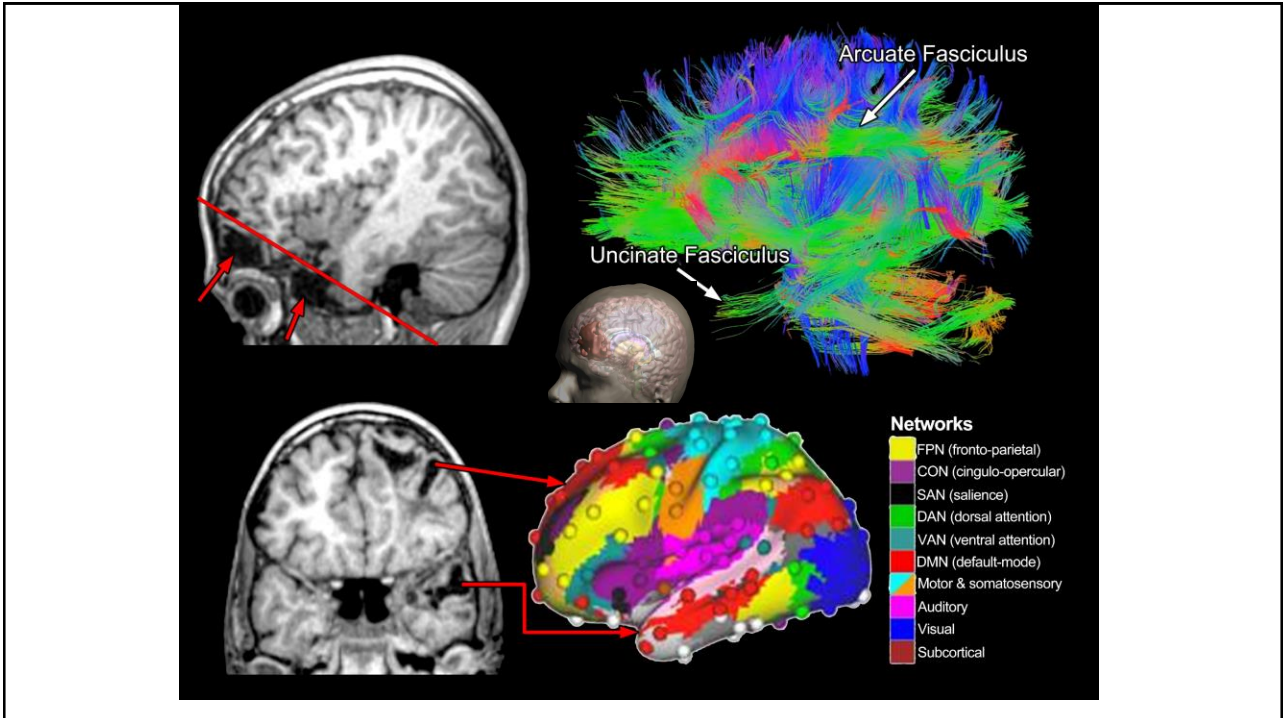 Arcuate Fasciculus
Uncinate Fasciculus
Networks
FPN (fronto-parietal)
CON (cingulo-opercular)
SAN (salience)
DAN (dorsal attention)
VAN (ventral attention)
DMN (default-mode)
Motor & somatosensory
Auditory
Visual
Subcortical